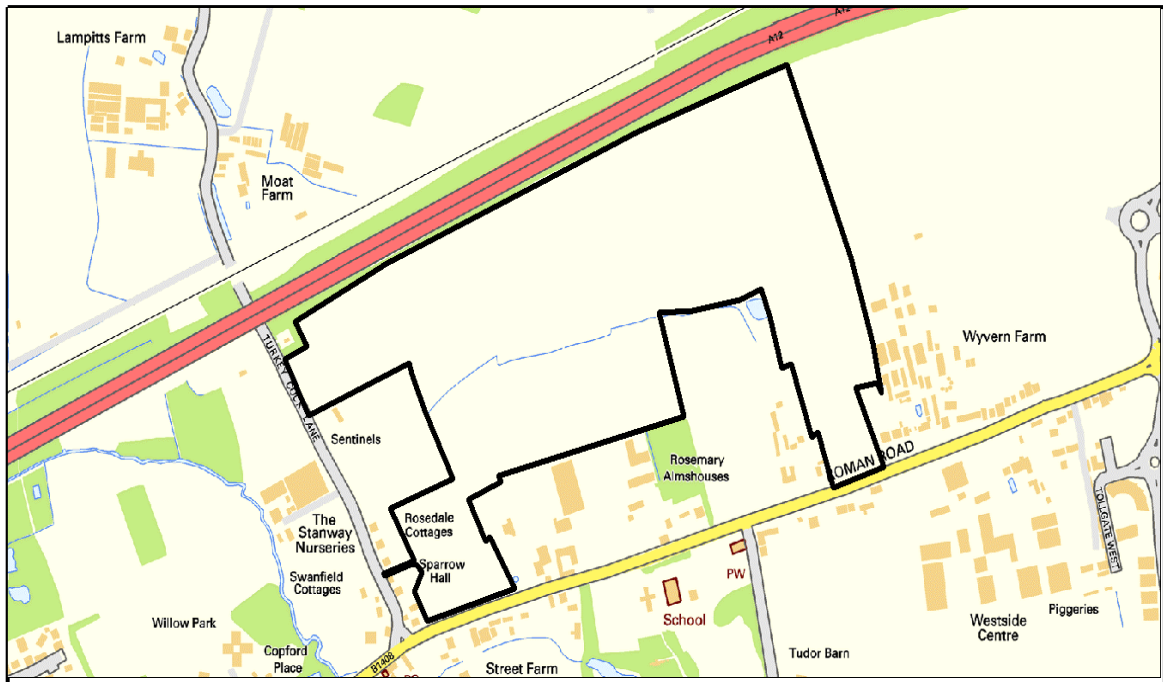 A12
Lampitts Farm
A12
Moat
Farm
TURKEY COCK LANE
Wyvern Farm
Sentinels
ROMAN ROAD
Rosemary
Almshouses
TOLLGATE WEST
Rosedale
Cottages
The
Stanway
Nurseries
Sparrow
Hall
PW
Swanfield
Cottages
School
Piggeries
Westside
Centre
Willow Park
Copford
Place
B1408
Street Farm
Tudor Barn